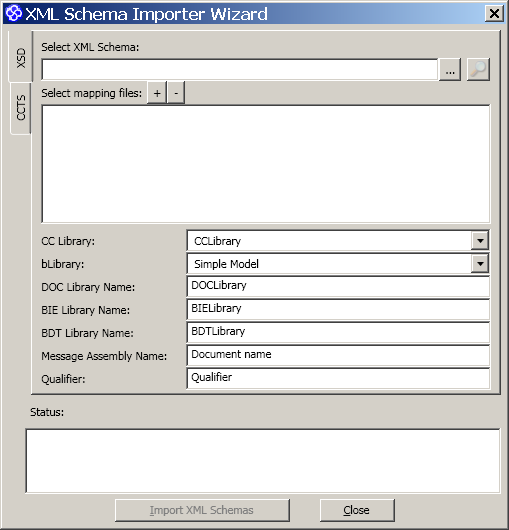 XML Schema Importer Wizard
XSD
CCTS
Select XML Schema:
...
Select mapping files: + -
CC Library: CCLibrary
bLibrary: Simple Model
DOC Library Name: DOCLibrary
BIE Library Name: BIELibrary
BDT Library Name: BDTLibrary
Message Assembly Name: Document name
Qualifier: Qualifier
Status:
Import XML Schemas Close